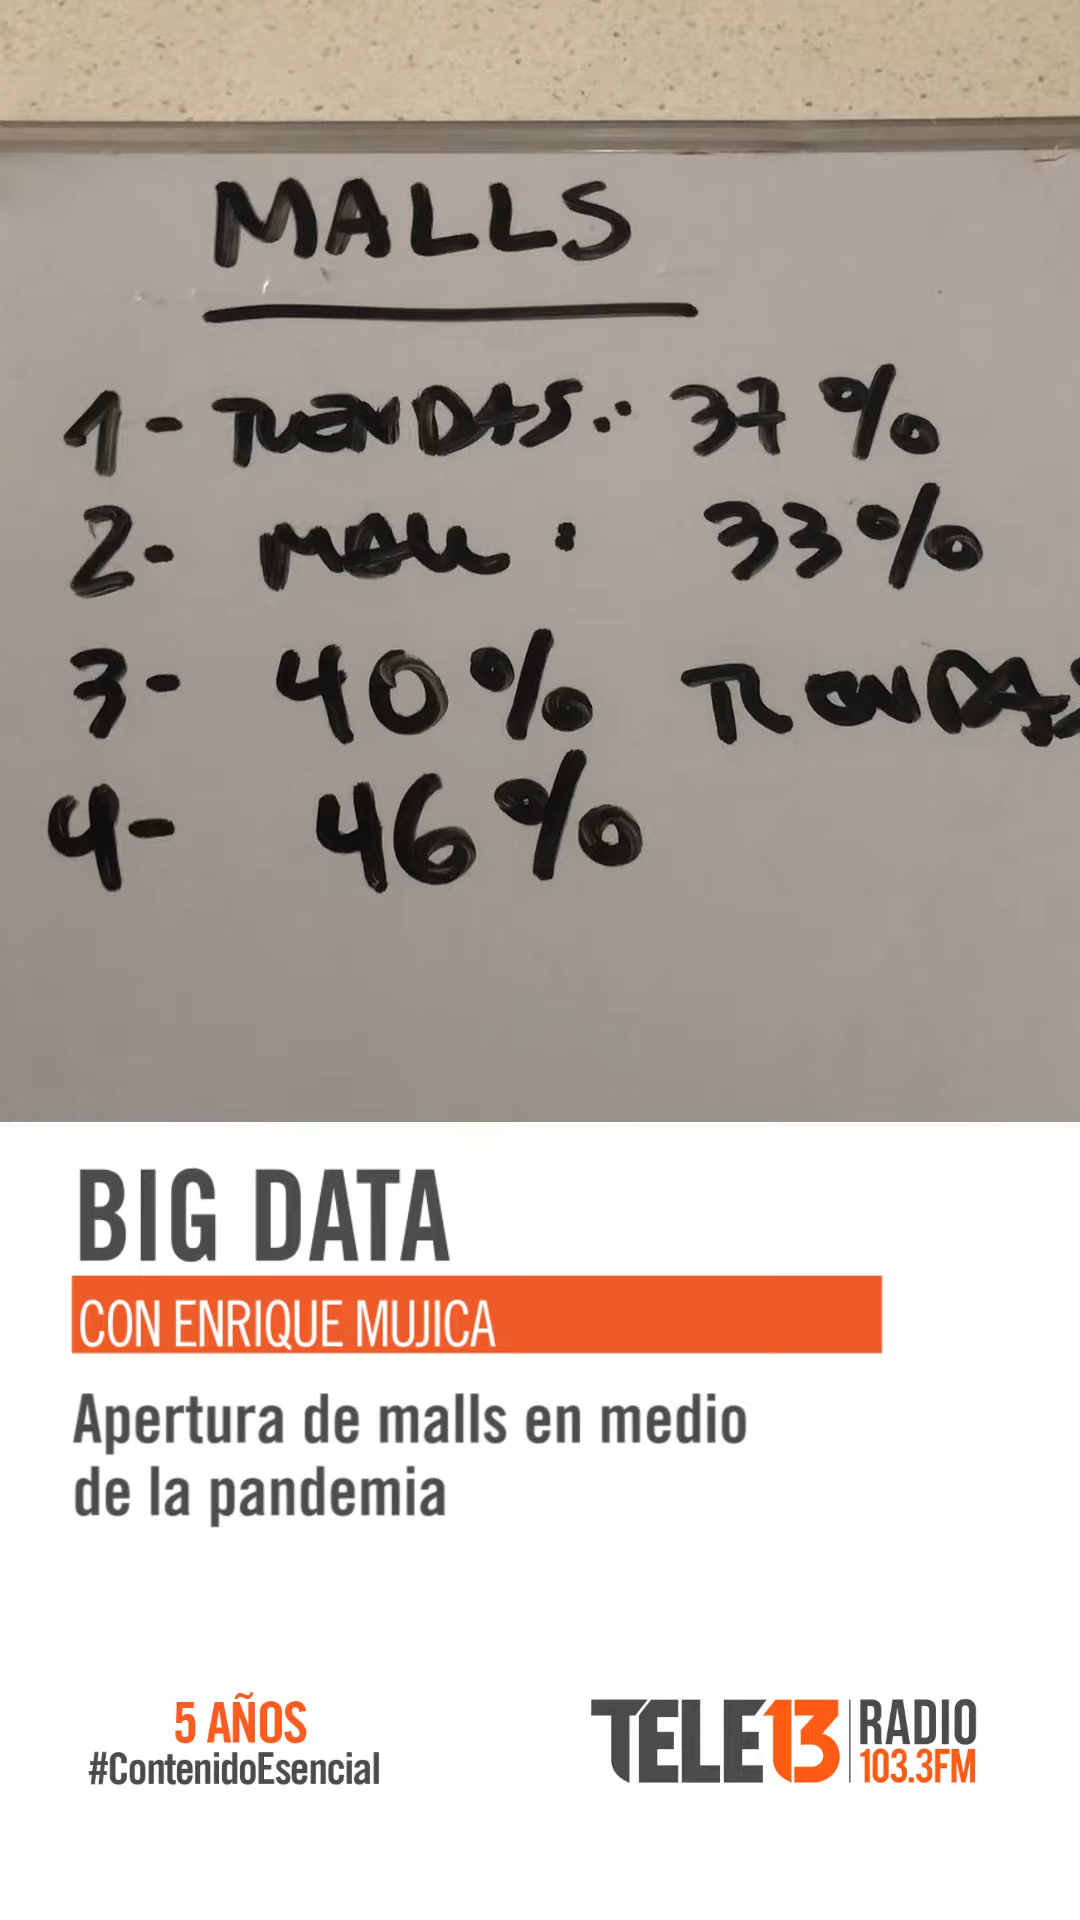 MALLS
1- TIENDAS: 37%
2- MALL: 33%
3- 40% TIENDAS
4- 46%
BIG DATA
CON ENRIQUE MUJICA
Apertura de malls en medio
de la pandemia
5 AÑOS
#ContenidoEsencial
TELE13 RADIO
103.3FM